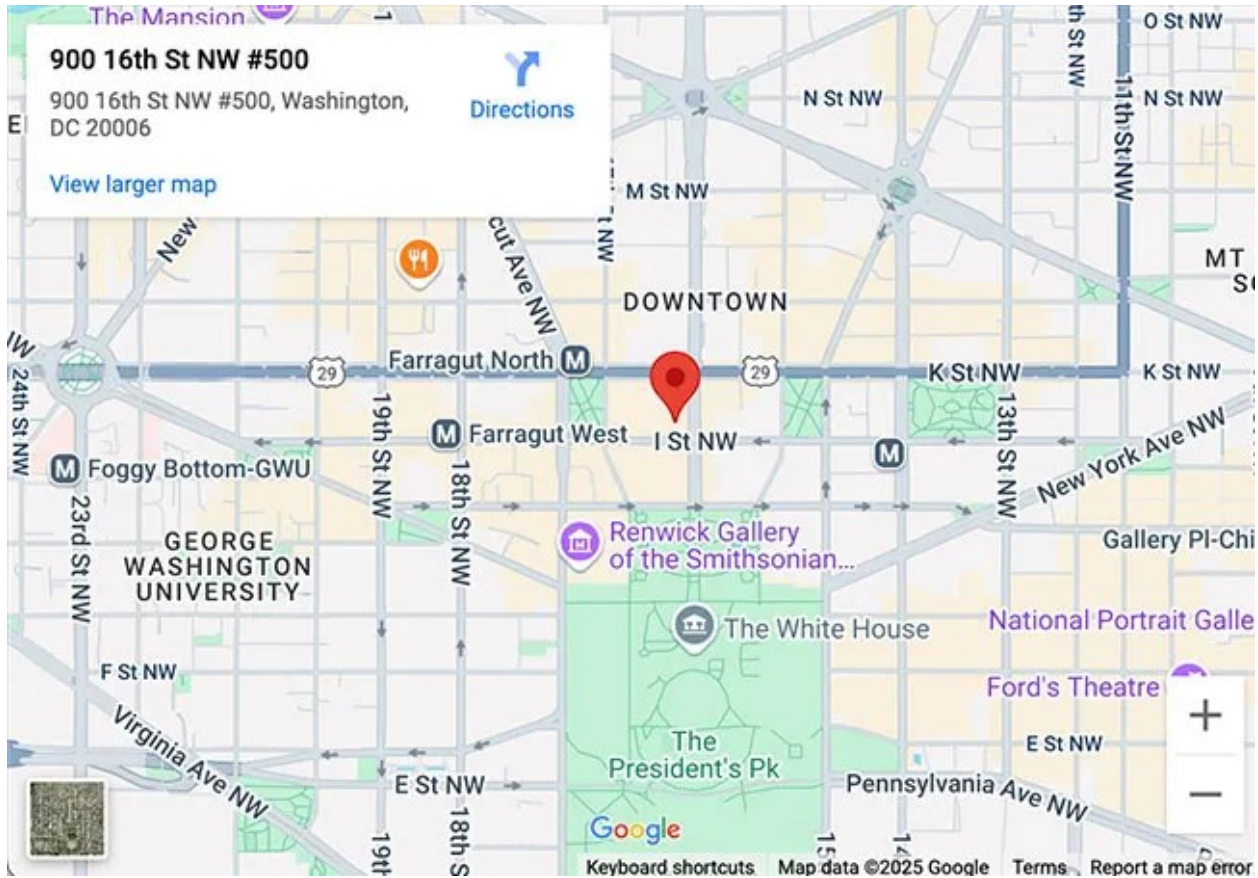 The Mansion
900 16th St NW #500
900 16th St NW #500, Washington,
DC 20006
Directions
View larger map
O St NW
N St NW
N St NW
11th St NW
M St NW
New
cut Ave NW
DOWNTOWN
MT
Farragut North
29
29
K St NW
K St NW
24th St NW
19th St NW
Farragut West
I St NW
13th St NW
New York Ave NW
Foggy Bottom-GWU
18th St NW
23rd St NW
GEORGE
WASHINGTON
UNIVERSITY
Renwick Gallery
of the Smithsonian...
Gallery Pl-Chi
The White House
National Portrait Galle
F St NW
Ford's Theatre
Virginia Ave NW
E St NW
The
President's Pk
E St NW
Pennsylvania Ave NW
Google
19th
18th S
15
14
Keyboard shortcuts
Map data ©2025 Google
Terms
Report a map error